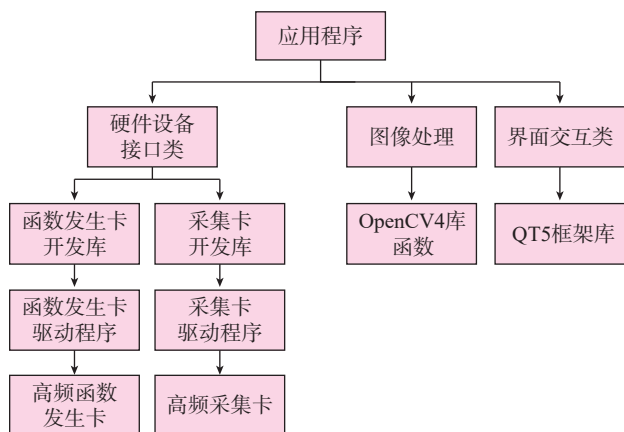 应用程序
硬件设备
接口类
图像处理
界面交互类
函数发生卡
开发库
采集卡
开发库
OpenCV4库
函数
QT5框架库
函数发生卡
驱动程序
采集卡
驱动程序
高频函数
发生卡
高频采集卡